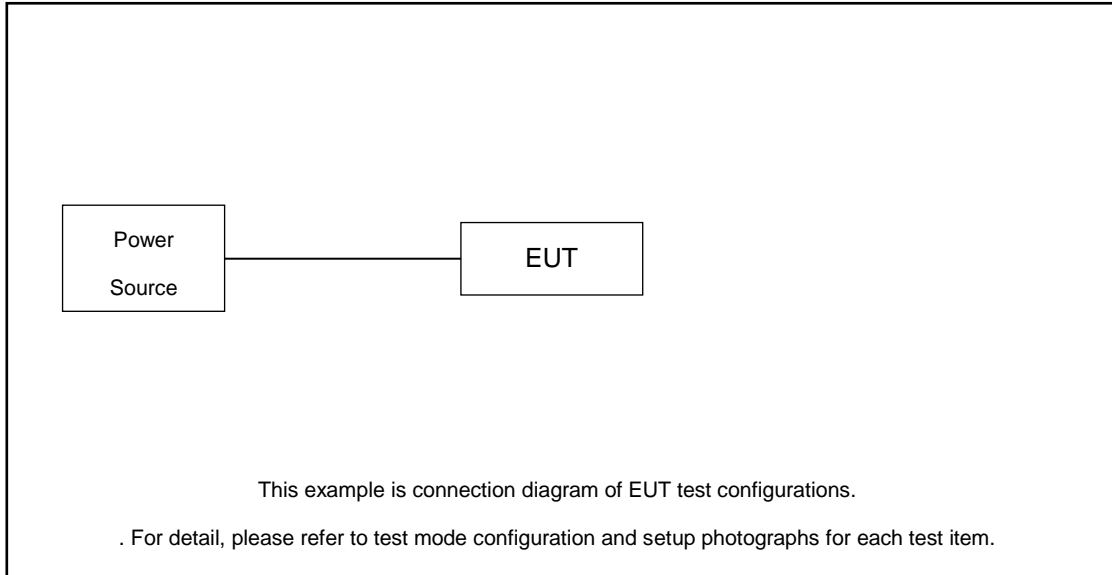 Power
Source
EUT
This example is connection diagram of EUT test configurations.
. For detail, please refer to test mode configuration and setup photographs for each test item.